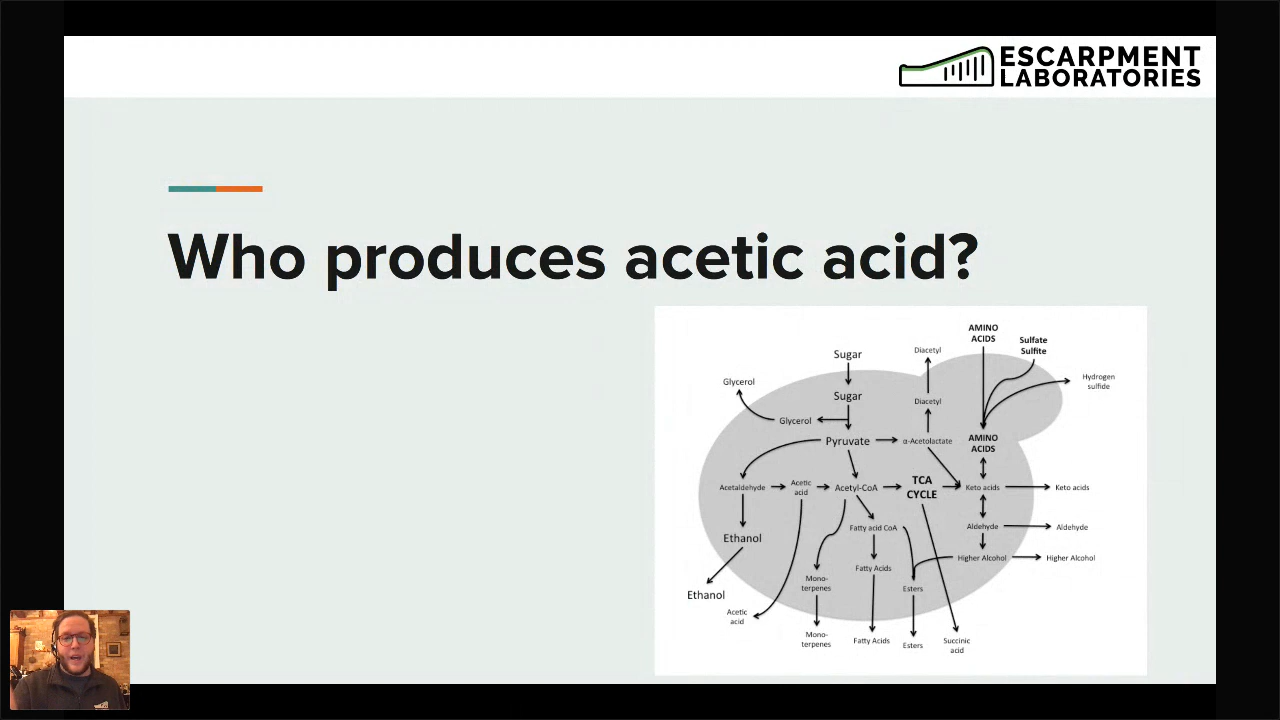 ESCARPMENT
LABORATORIES
Who produces acetic acid?
AMINO
ACIDS
Sulfate
Sulfite
Sugar
Diacetyl
Glycerol
Hydrogen
sulfide
Sugar
Diacetyl
Glycerol
Pyruvate
α-Acetolactate
AMINO
ACIDS
Acetaldehyde
Acetic
acid
Acetyl-CoA
TCA
CYCLE
Keto acids
Keto acids
Ethanol
Fatty acid CoA
Aldehyde
Aldehyde
Higher Alcohol
Higher Alcohol
Fatty Acids
Mono-
terpenes
Esters
Ethanol
Acetic
acid
Mono-
terpenes
Fatty Acids
Esters
Succinic
acid